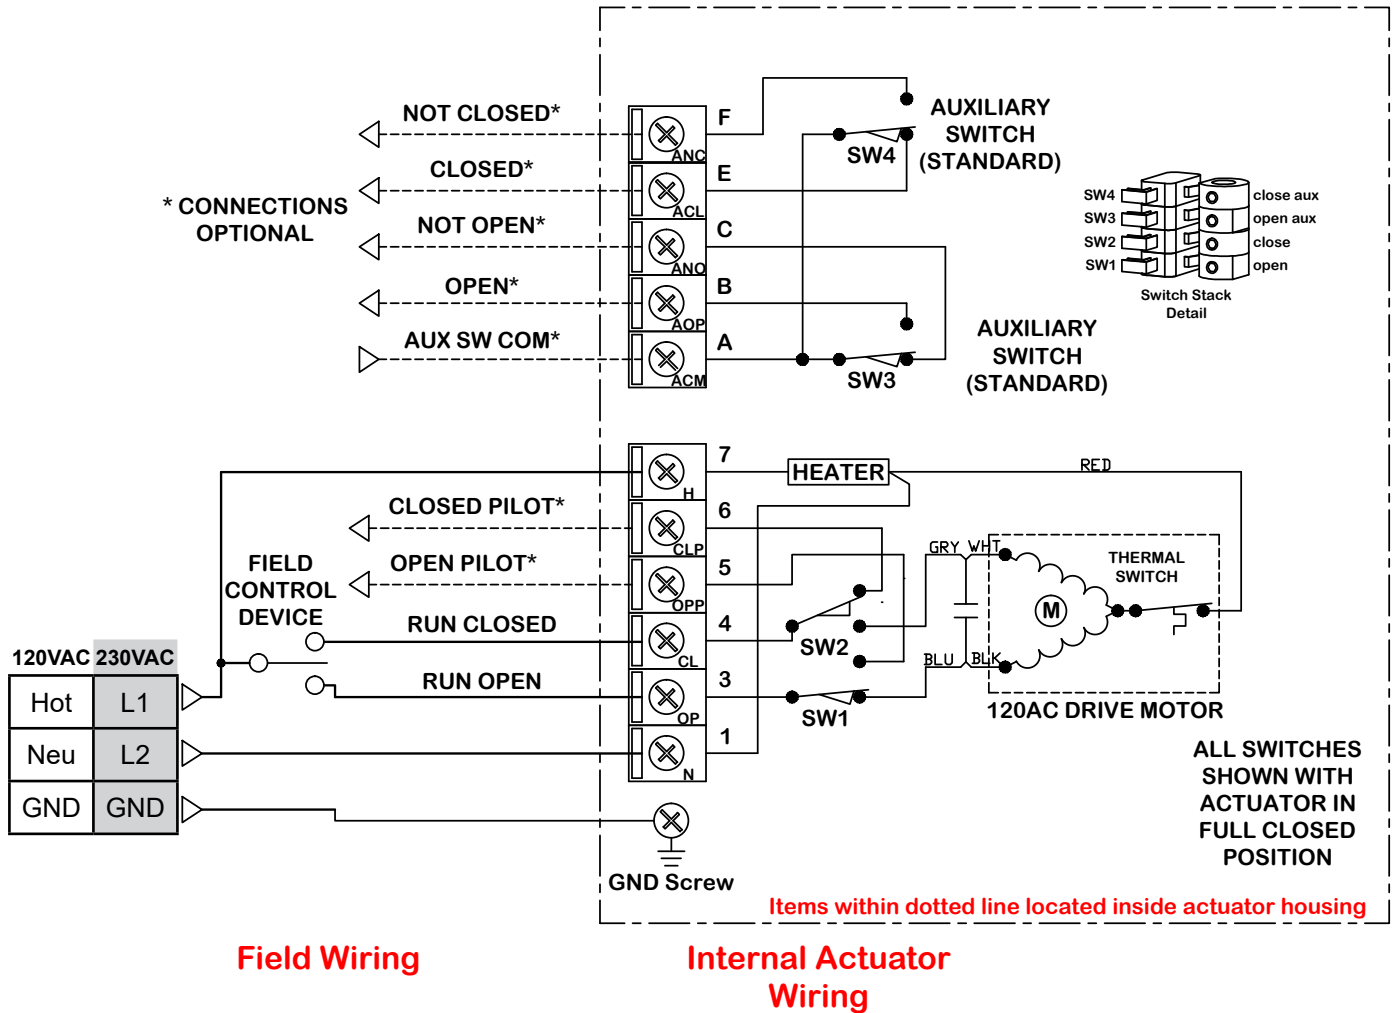 NOT CLOSED*
CLOSED*
* CONNECTIONS
OPTIONAL
NOT OPEN*
OPEN*
AUX SW COM*
F
ANC
E
ACL
C
ANO
B
AOP
A
ACM
SW4
AUXILIARY
SWITCH
(STANDARD)
SW3
AUXILIARY
SWITCH
(STANDARD)
SW4
SW3
SW2
SW1
close aux
open aux
close
open
Switch Stack
Detail
CLOSED PILOT*
OPEN PILOT*
FIELD
CONTROL
DEVICE
RUN CLOSED
RUN OPEN
120VAC 230VAC
Hot L1
Neu L2
GND GND
7
H
6
CLP
5
OPP
4
CL
3
OP
1
N
GND Screw
HEATER
RED
GRY WHT
THERMAL
SWITCH
M
SW2
BLU BLK
SW1
120AC DRIVE MOTOR
ALL SWITCHES
SHOWN WITH
ACTUATOR IN
FULL CLOSED
POSITION
Items within dotted line located inside actuator housing
Field Wiring
Internal Actuator
Wiring